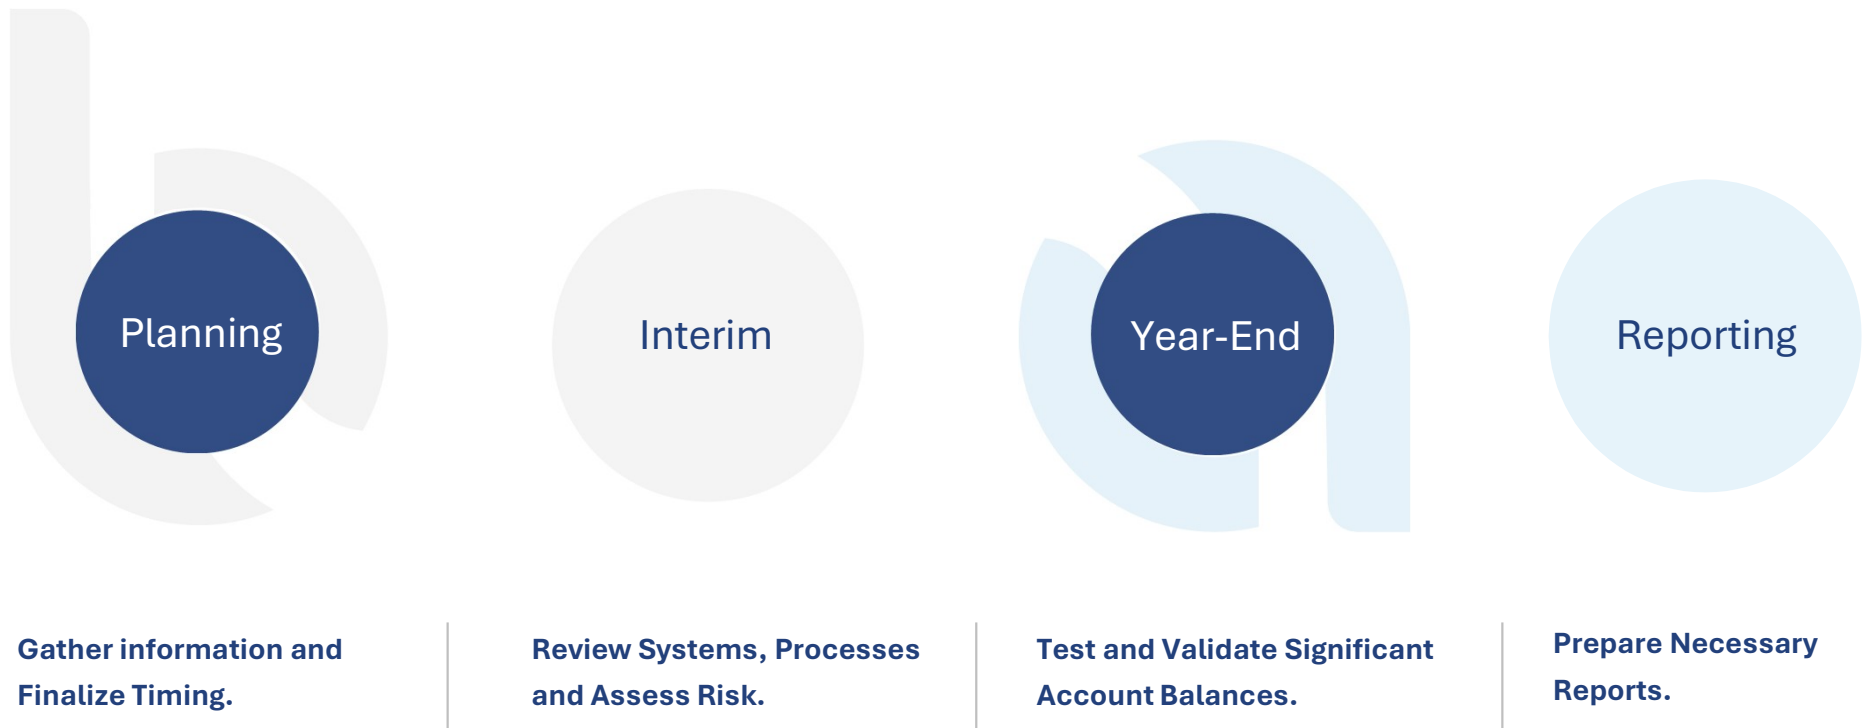 Planning
Interim
Year-End
Reporting
Gather information and
Finalize Timing.
Review Systems, Processes
and Assess Risk.
Test and Validate Significant
Account Balances.
Prepare Necessary
Reports.